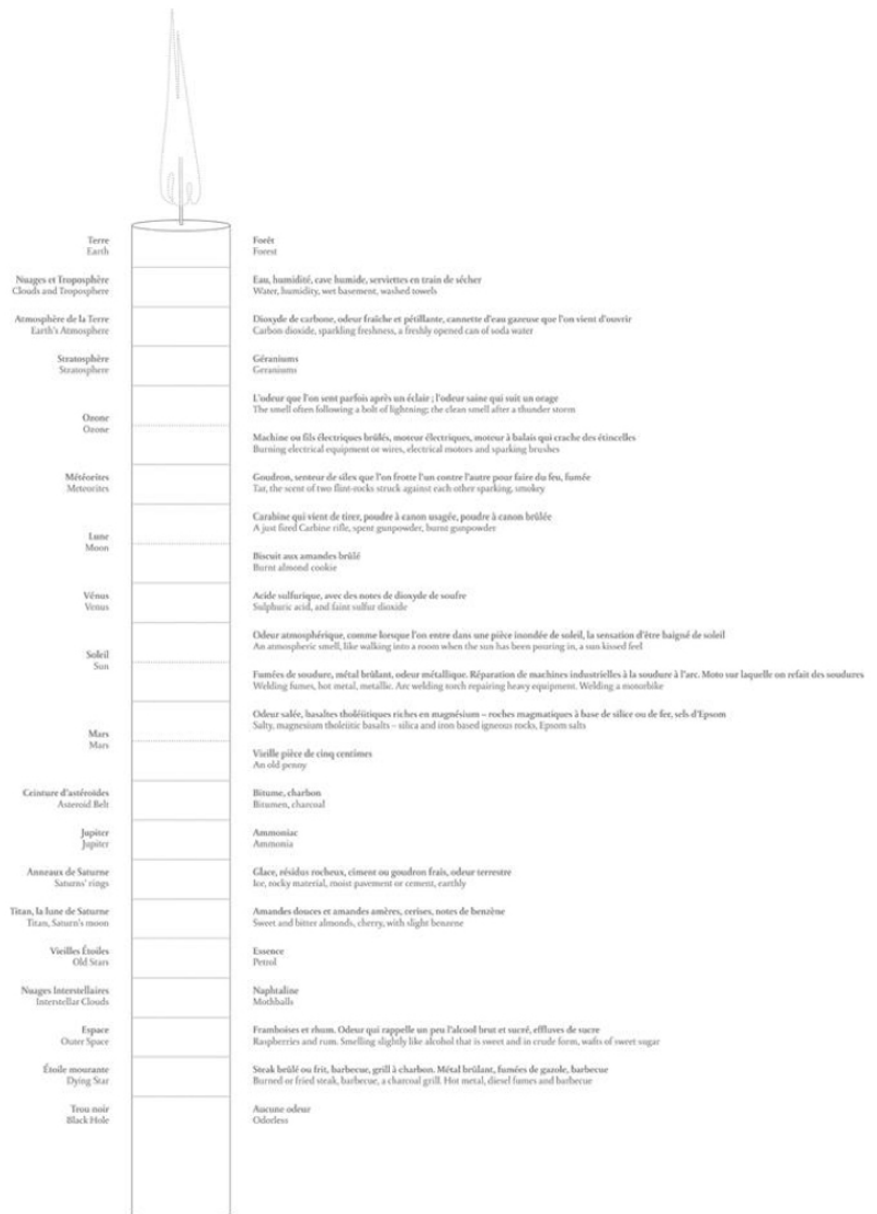 Terre
Earth
Forêt
Forest
Nuages et Troposphère
Clouds and Troposphere
Eau, humidité, cave humide, serviettes en train de sécher
Water, humidity, wet basement, washed towels
Atmosphère de la Terre
Earth's Atmosphere
Dioxyde de carbone, odeur fraîche et pétillante, cannette d'eau gazeuse que l'on vient d'ouvrir
Carbon dioxide, sparkling freshness, a freshly opened can of soda water
Stratosphère
Stratosphere
Géraniums
Geraniums
Ozone
Ozone
L'odeur que l'on sent parfois après un éclair ; l'odeur saine qui suit un orage
The smell often following a bolt of lightning; the clean smell after a thunder storm
Machine ou fils électriques brûlés, moteur électriques, moteur à balais qui crache des étincelles
Burning electrical equipment or wires, electrical motors and sparking brushes
Météorites
Meteorites
Goudron, senteur de silex que l'on frotte l'un contre l'autre pour faire du feu, fumée
Tar, the scent of two flint-rocks struck against each other sparking, smokey
Lune
Moon
Carabine qui vient de tirer, poudre à canon usagée, poudre à canon brûlée
A just fired Carbine rifle, spent gunpowder, burnt gunpowder
Biscuit aux amandes brûlé
Burnt almond cookie
Vénus
Venus
Acide sulfurique, avec des notes de dioxyde de soufre
Sulphuric acid, and faint sulfur dioxide
Soleil
Sun
Odeur atmosphérique, comme lorsque l'on entre dans une pièce inondée de soleil, la sensation d'être baigné de soleil
An atmospheric smell, like walking into a room when the sun has been pouring in, a sun kissed feel
Fumées de soudure, métal brûlant, odeur métallique. Réparation de machines industrielles à la soudure à l'arc. Moto sur laquelle on refait des soudures
Welding fumes, hot metal, metallic. Arc welding torch repairing heavy equipment. Welding a motorbike
Mars
Mars
Odeur salée, basaltes tholéiitiques riches en magnésium – roches magmatiques à base de silice ou de fer, sels d'Epsom
Salty, magnesium tholeiitic basalts – silica and iron based igneous rocks, Epsom salts
Vieille pièce de cinq centimes
An old penny
Ceinture d'astéroïdes
Asteroid Belt
Bitume, charbon
Bitumen, charcoal
Jupiter
Jupiter
Ammoniac
Ammonia
Anneaux de Saturne
Saturns' rings
Glace, résidus rocheux, ciment ou goudron frais, odeur terrestre
Ice, rocky material, moist pavement or cement, earthly
Titan, la lune de Saturne
Titan, Saturn's moon
Amandes douces et amandes amères, cerises, notes de benzène
Sweet and bitter almonds, cherry, with slight benzene
Vieilles Étoiles
Old Stars
Essence
Petrol
Nuages Interstellaires
Interstellar Clouds
Naphtaline
Mothballs
Espace
Outer Space
Framboises et rhum. Odeur qui rappelle un peu l'alcool brut et sucré, effluves de sucre
Raspberries and rum. Smelling slightly like alcohol that is sweet and in crude form, wafts of sweet sugar
Étoile mourante
Dying Star
Steak brûlé ou frit, barbecue, grill à charbon. Métal brûlant, fumées de gazole, barbecue
Burned or fried steak, barbecue, a charcoal grill. Hot metal, diesel fumes and barbecue
Trou noir
Black Hole
Aucune odeur
Odorless